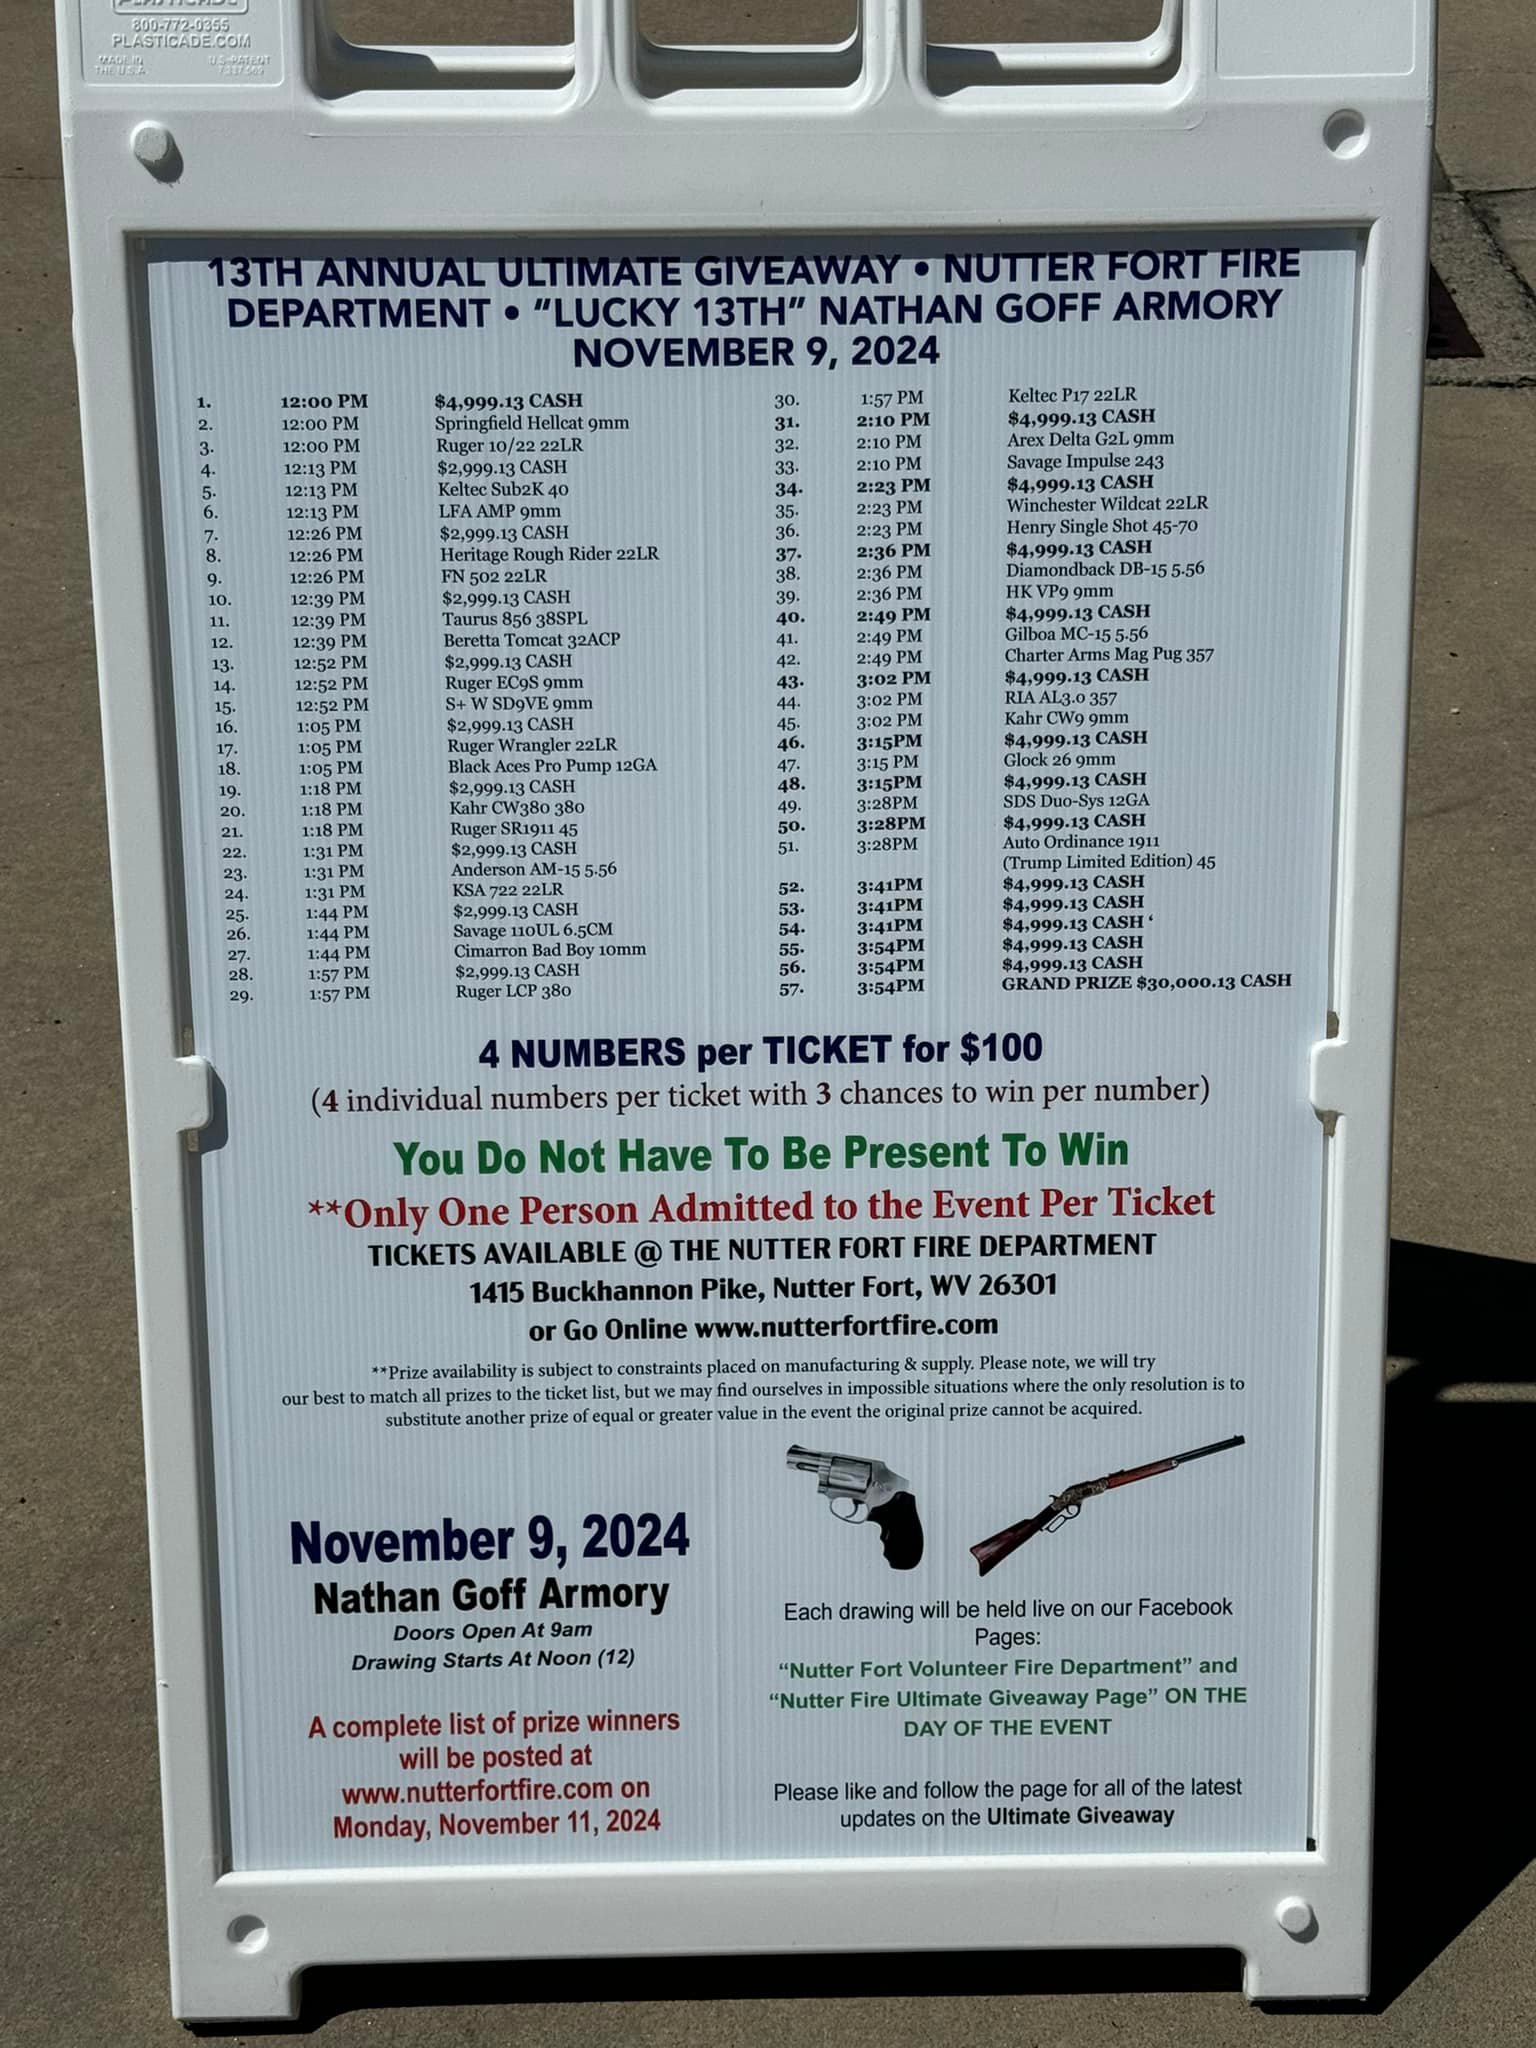 PLASTICADE
800-772-0355
PLASTICADE.COM
MADE IN
THE U.S.A
U.S. PATENT
7,337,569
13TH ANNUAL ULTIMATE GIVEAWAY • NUTTER FORT FIRE
DEPARTMENT • “LUCKY 13TH” NATHAN GOFF ARMORY
NOVEMBER 9, 2024
1. 12:00 PM $4,999.13 CASH
2. 12:00 PM Springfield Hellcat 9mm
3. 12:00 PM Ruger 10/22 22LR
4. 12:13 PM $2,999.13 CASH
5. 12:13 PM Keltec Sub2K 40
6. 12:13 PM LFA AMP 9mm
7. 12:26 PM $2,999.13 CASH
8. 12:26 PM Heritage Rough Rider 22LR
9. 12:26 PM FN 502 22LR
10. 12:39 PM $2,999.13 CASH
11. 12:39 PM Taurus 856 38SPL
12. 12:39 PM Beretta Tomcat 32ACP
13. 12:52 PM $2,999.13 CASH
14. 12:52 PM Ruger EC9S 9mm
15. 12:52 PM S+ W SD9VE 9mm
16. 1:05 PM $2,999.13 CASH
17. 1:05 PM Ruger Wrangler 22LR
18. 1:05 PM Black Aces Pro Pump 12GA
19. 1:18 PM $2,999.13 CASH
20. 1:18 PM Kahr CW380 380
21. 1:18 PM Ruger SR1911 45
22. 1:31 PM $2,999.13 CASH
23. 1:31 PM Anderson AM-15 5.56
24. 1:31 PM KSA 722 22LR
25. 1:44 PM $2,999.13 CASH
26. 1:44 PM Savage 110UL 6.5CM
27. 1:44 PM Cimarron Bad Boy 10mm
28. 1:57 PM $2,999.13 CASH
29. 1:57 PM Ruger LCP 380
30. 1:57 PM Keltec P17 22LR
31. 2:10 PM $4,999.13 CASH
32. 2:10 PM Arex Delta G2L 9mm
33. 2:10 PM Savage Impulse 243
34. 2:23 PM $4,999.13 CASH
35. 2:23 PM Winchester Wildcat 22LR
36. 2:23 PM Henry Single Shot 45-70
37. 2:36 PM $4,999.13 CASH
38. 2:36 PM Diamondback DB-15 5.56
39. 2:36 PM HK VP9 9mm
40. 2:49 PM $4,999.13 CASH
41. 2:49 PM Gilboa MC-15 5.56
42. 2:49 PM Charter Arms Mag Pug 357
43. 3:02 PM $4,999.13 CASH
44. 3:02 PM RIA AL3.0 357
45. 3:02 PM Kahr CW9 9mm
46. 3:15PM $4,999.13 CASH
47. 3:15 PM Glock 26 9mm
48. 3:15PM $4,999.13 CASH
49. 3:28PM SDS Duo-Sys 12GA
50. 3:28PM $4,999.13 CASH
51. 3:28PM Auto Ordinance 1911
(Trump Limited Edition) 45
52. 3:41PM $4,999.13 CASH
53. 3:41PM $4,999.13 CASH
54. 3:41PM $4,999.13 CASH ‘
55. 3:54PM $4,999.13 CASH
56. 3:54PM $4,999.13 CASH
57. 3:54PM GRAND PRIZE $30,000.13 CASH
4 NUMBERS per TICKET for $100
(4 individual numbers per ticket with 3 chances to win per number)
You Do Not Have To Be Present To Win
**Only One Person Admitted to the Event Per Ticket
TICKETS AVAILABLE @ THE NUTTER FORT FIRE DEPARTMENT
1415 Buckhannon Pike, Nutter Fort, WV 26301
or Go Online www.nutterfortfire.com
**Prize availability is subject to constraints placed on manufacturing & supply. Please note, we will try
our best to match all prizes to the ticket list, but we may find ourselves in impossible situations where the only resolution is to
substitute another prize of equal or greater value in the event the original prize cannot be acquired.
November 9, 2024
Nathan Goff Armory
Doors Open At 9am
Drawing Starts At Noon (12)
A complete list of prize winners
will be posted at
www.nutterfortfire.com on
Monday, November 11, 2024
Each drawing will be held live on our Facebook
Pages:
“Nutter Fort Volunteer Fire Department” and
“Nutter Fire Ultimate Giveaway Page” ON THE
DAY OF THE EVENT
Please like and follow the page for all of the latest
updates on the Ultimate Giveaway